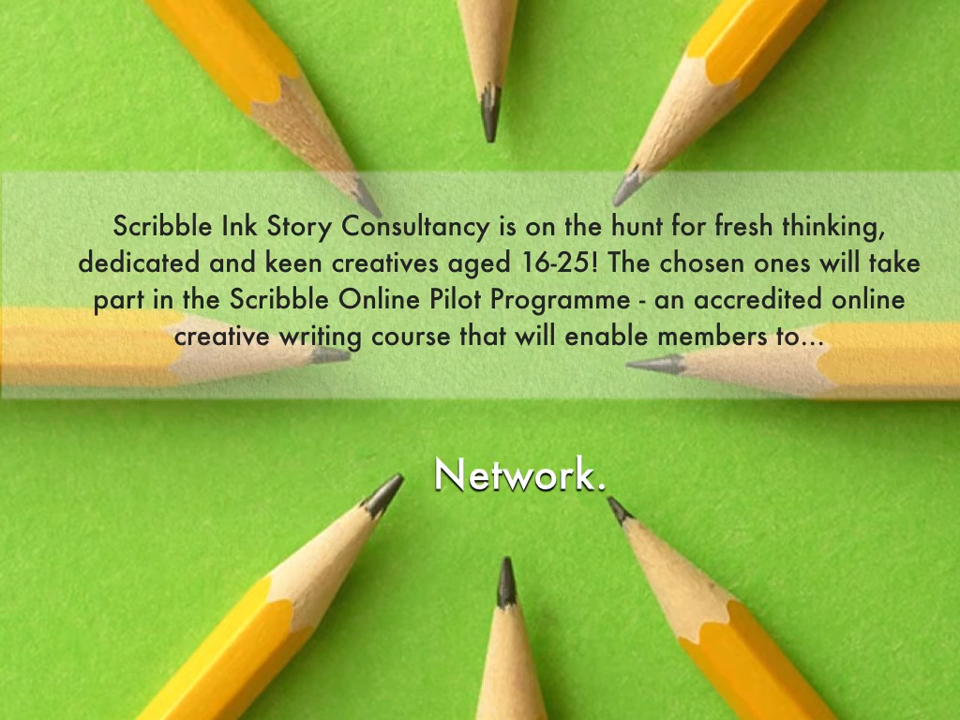 Scribble Ink Story Consultancy is on the hunt for fresh thinking,
dedicated and keen creatives aged 16-25! The chosen ones will take
part in the Scribble Online Pilot Programme - an accredited online
creative writing course that will enable members to...
Network.